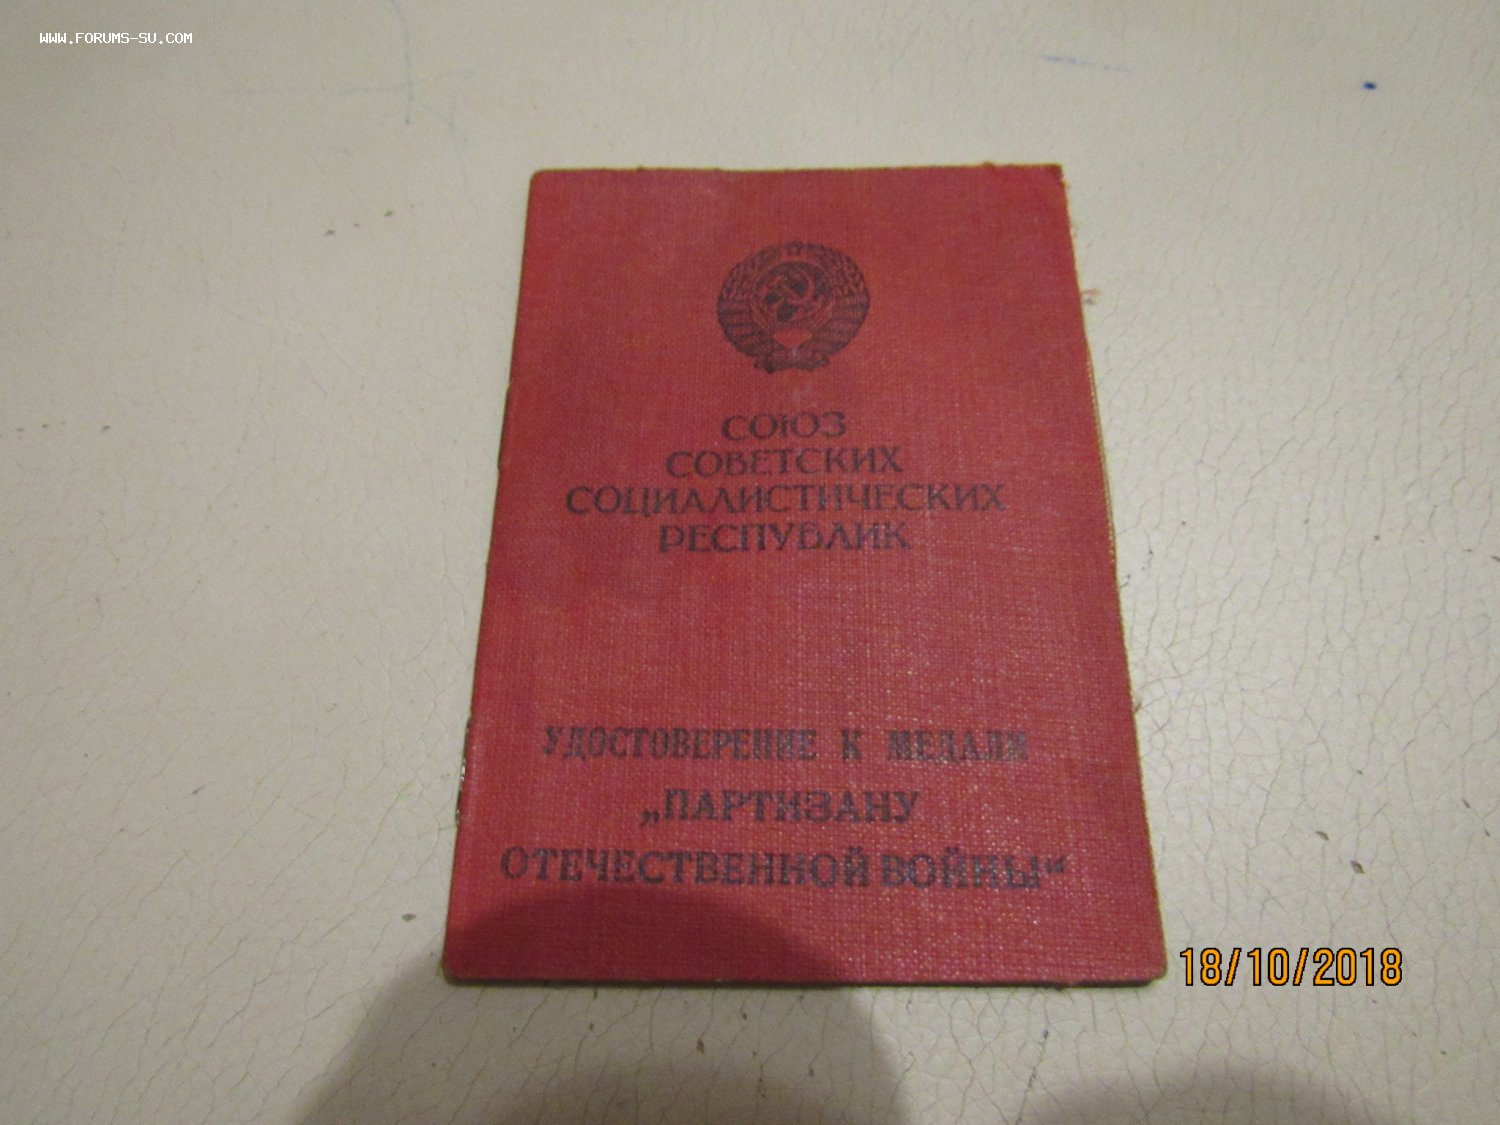 WWW.FORUMS-SU.COM
СОЮЗ
СОВЕТСКИХ
СОЦИАЛИСТИЧЕСКИХ
РЕСПУБЛИК
УДОСТОВЕРЕНИЕ К МЕДАЛИ
„ПАРТИЗАНУ
ОТЕЧЕСТВЕННОЙ ВОЙНЫ“
18/10/2018